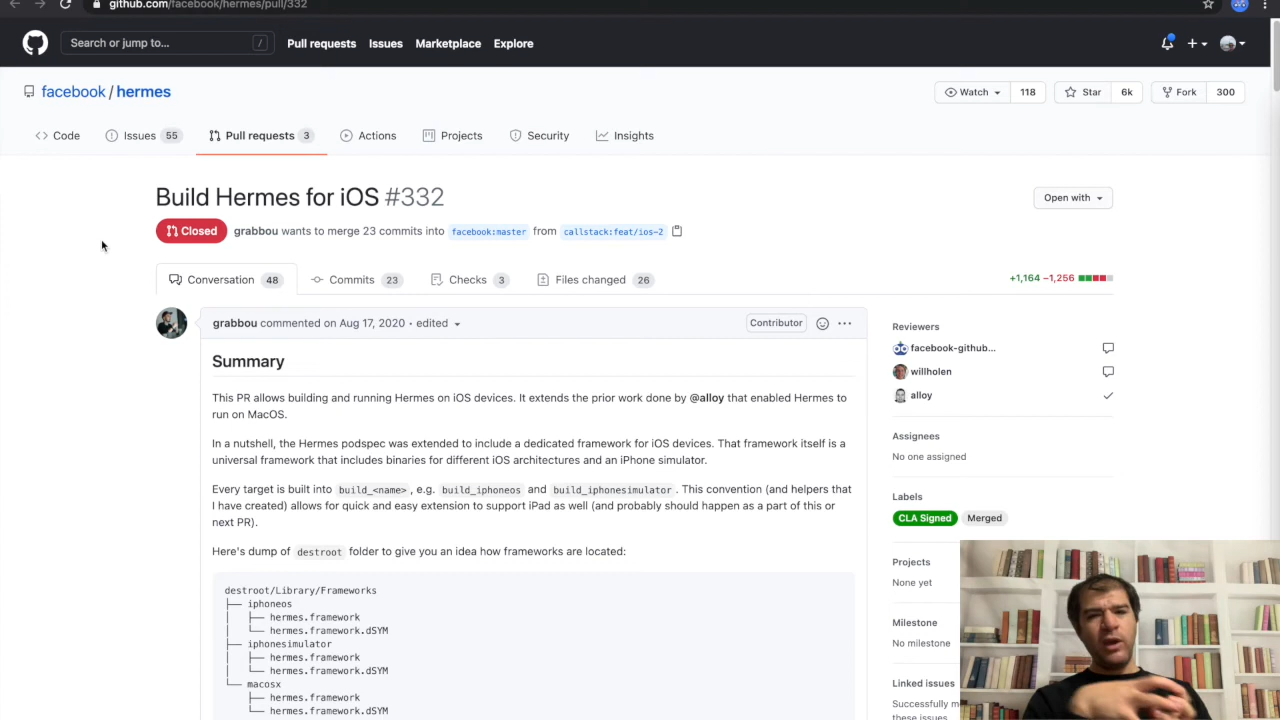 github.com/facebook/hermes/pull/332
Search or jump to... /
Pull requests Issues Marketplace Explore
facebook / hermes
Watch 118 Star 6k Fork 300
Code Issues 55 Pull requests 3 Actions Projects Security Insights
Build Hermes for iOS #332
Open with
Closed grabbou wants to merge 23 commits into facebook:master from callstack:feat/ios-2
Conversation 48 Commits 23 Checks 3 Files changed 26
+1,164 −1,256
grabbou commented on Aug 17, 2020 • edited
Contributor
Summary
This PR allows building and running Hermes on iOS devices. It extends the prior work done by @alloy that enabled Hermes to
run on MacOS.
In a nutshell, the Hermes podspec was extended to include a dedicated framework for iOS devices. That framework itself is a
universal framework that includes binaries for different iOS architectures and an iPhone simulator.
Every target is built into build_<name>, e.g. build_iphoneos and build_iphonesimulator. This convention (and helpers that
I have created) allows for quick and easy extension to support iPad as well (and probably should happen as a part of this or
next PR).
Here's dump of destroot folder to give you an idea how frameworks are located:
destroot/Library/Frameworks
├── iphoneos
│   ├── hermes.framework
│   └── hermes.framework.dSYM
├── iphonesimulator
│   ├── hermes.framework
│   └── hermes.framework.dSYM
└── macosx
├── hermes.framework
└── hermes.framework.dSYM
Reviewers
facebook-github...
willholen
alloy
Assignees
No one assigned
Labels
CLA Signed Merged
Projects
None yet
Milestone
No milestone
Linked issues
Successfully m
these issues